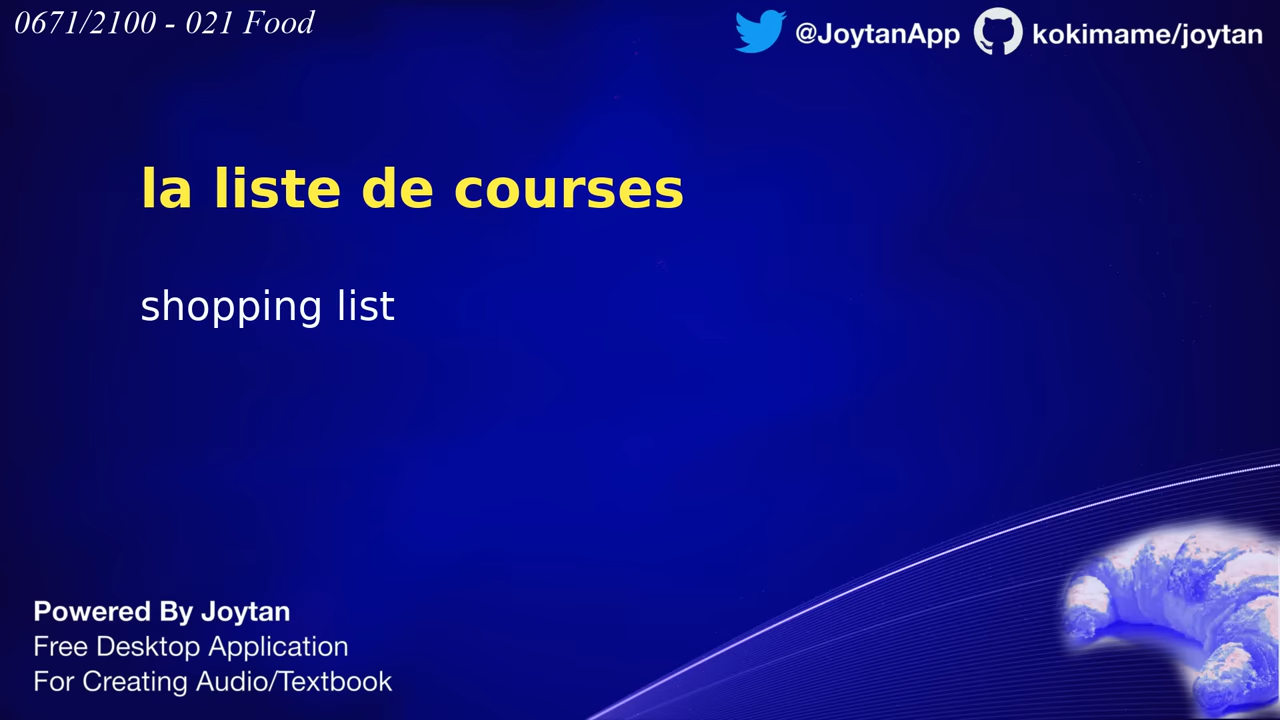 0671/2100 - 021 Food
@JoytanApp
kokimame/joytan
la liste de courses
shopping list
Powered By Joytan
Free Desktop Application
For Creating Audio/Textbook